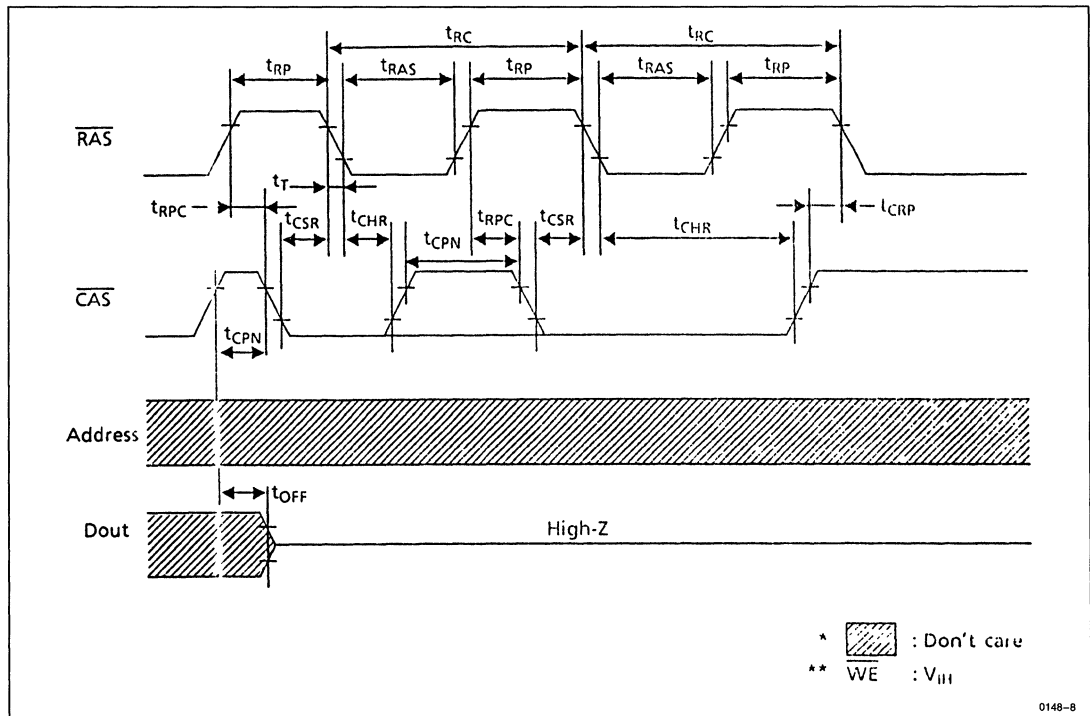 tRC tRC
tRP tRAS tRP tRAS tRP
RAS
tT
tRPC tCSR tCHR tCPN tRPC tCSR tCHR tCRP
CAS
tCPN
Address
tOFF
Dout High-Z
* : Don't care
** WE : VIH
0148-8